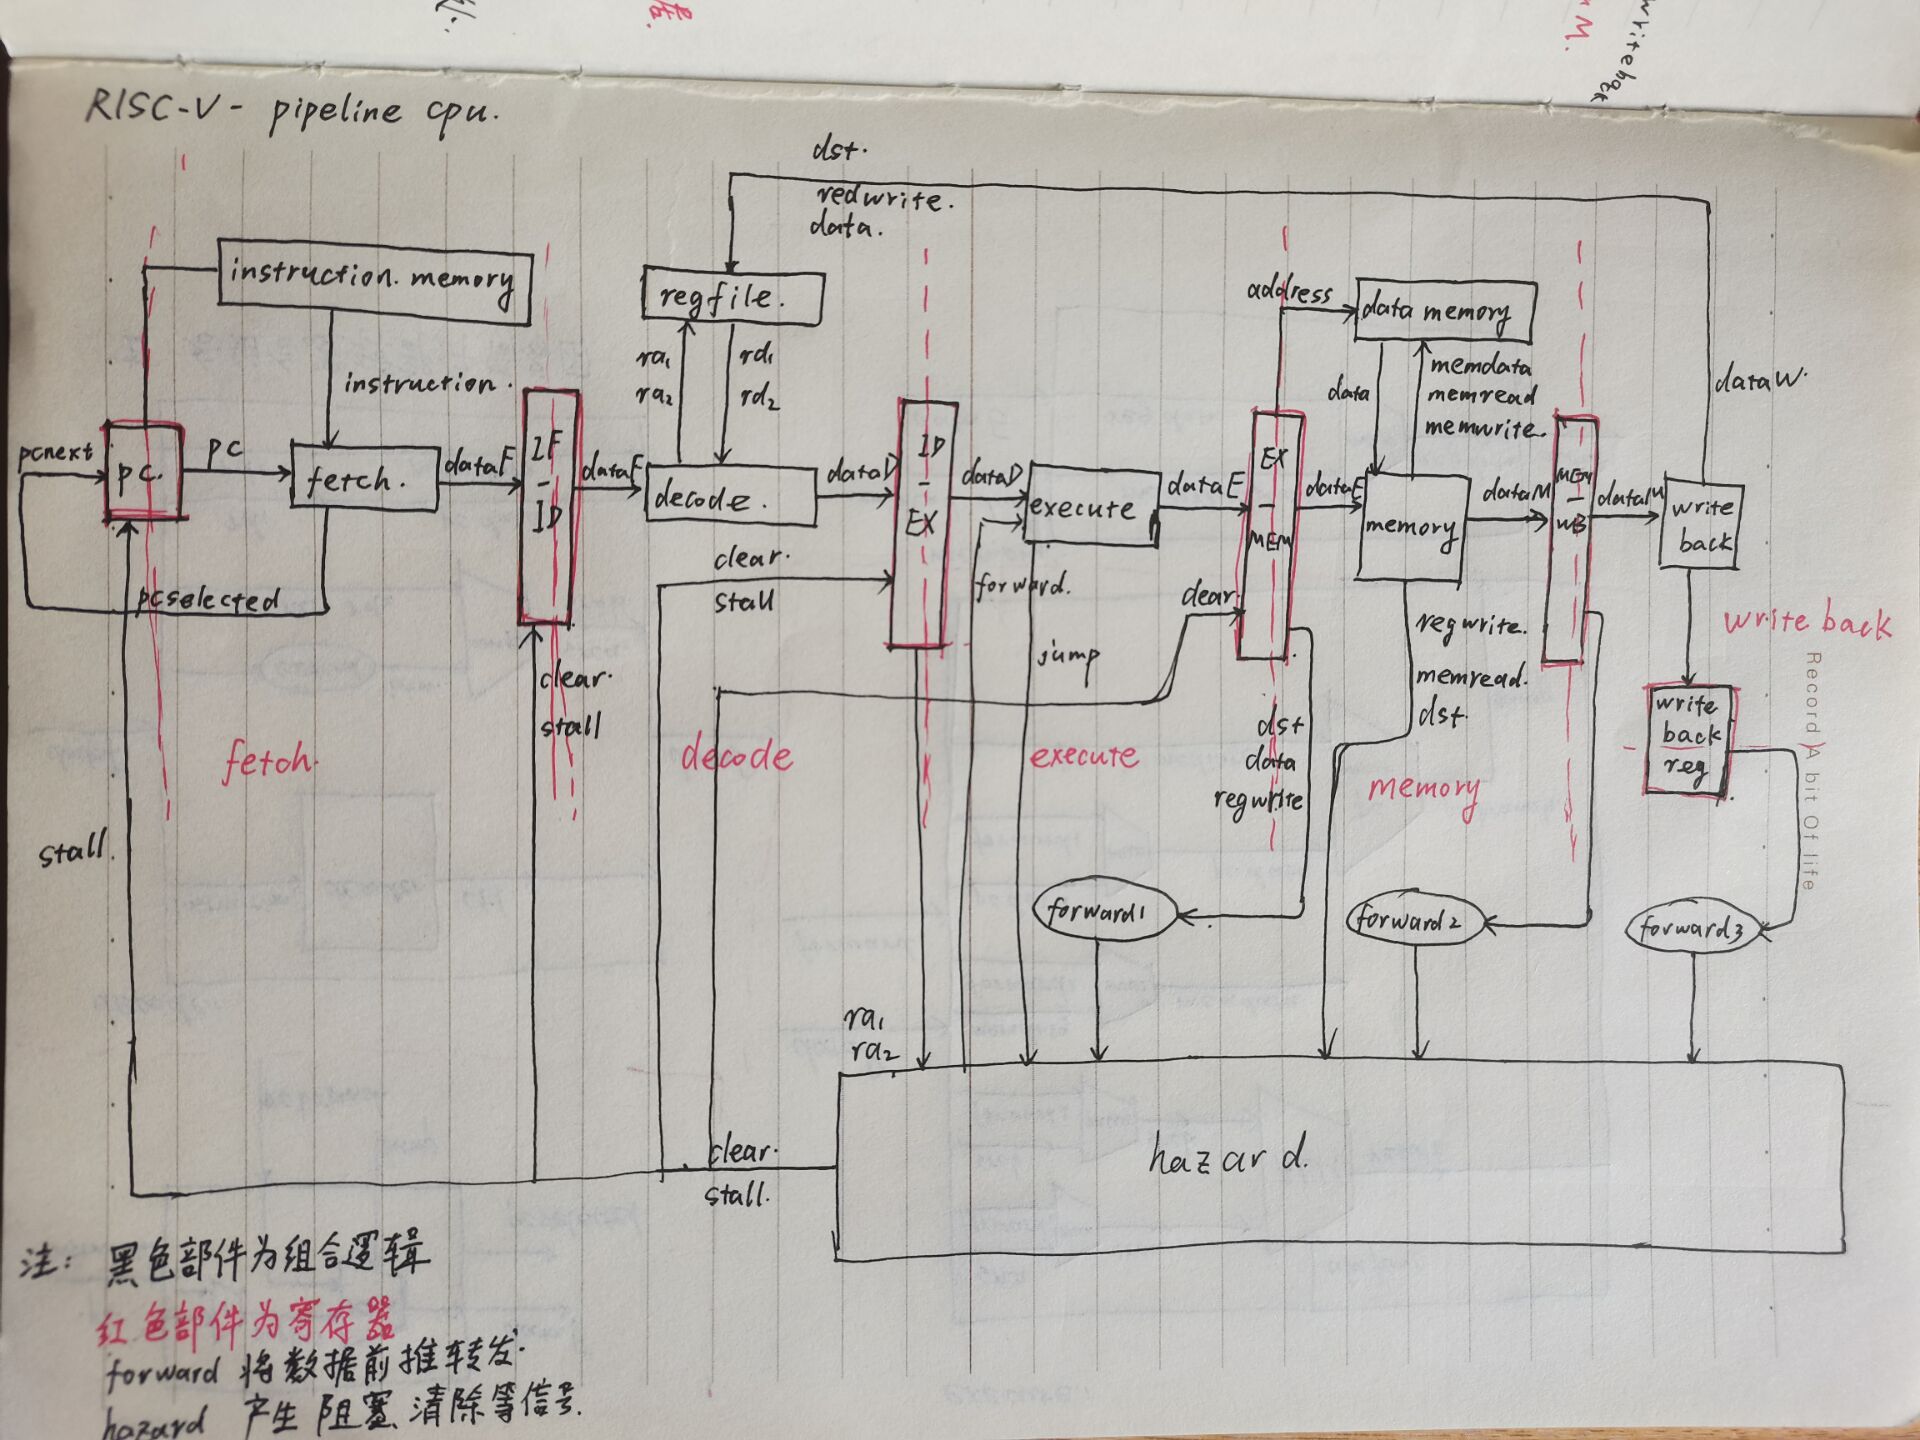 writeback
M.
RISC-V- pipeline cpu.
dst.
redwrite.
data.
instruction. memory
regfile.
address
data memory
ra1
ra2
rd1
rd2
instruction.
data
memdata
memread
memwrite.
dataW.
pcnext
pc.
pc
fetch.
dataF
IF
-
ID
dataF
decode.
dataD
ID
-
EX
dataD
execute
dataE
EX
-
MEM
dataE
memory
dataM
MEM
-
WB
dataM
write
back
pcselected
clear.
stall
forward.
clear.
jump
regwrite.
memread.
dst.
write back
clear.
stall
write
back
reg
dst
data
regwrite
fetch.
decode
execute
memory
Record A bit Of life
stall.
forward1
forward2
forward3
ra1
ra2
clear.
stall.
hazard.
注: 黑色部件为组合逻辑
红色部件为寄存器
forward 将数据前推转发.
hazard 产生阻塞、清除等信号.